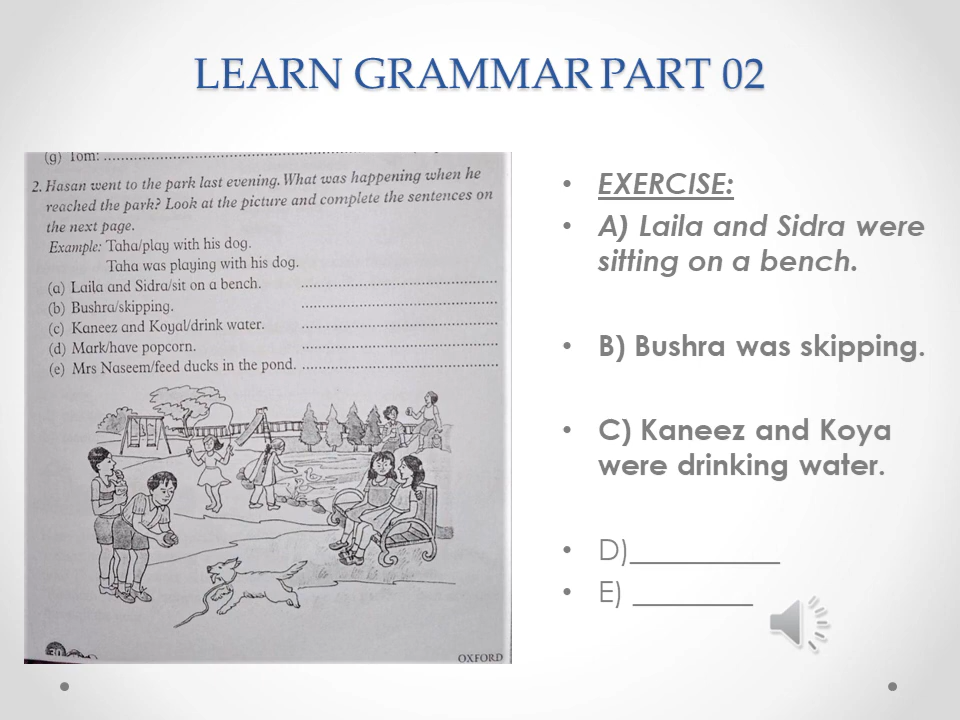 LEARN GRAMMAR PART 02
(g) Tom: ..........
2. Hasan went to the park last evening. What was happening when he
reached the park? Look at the picture and complete the sentences on
the next page.
Example: Taha/play with his dog.
Taha was playing with his dog.
(a) Laila and Sidra/sit on a bench. ..........
(b) Bushra/skipping. ..........
(c) Kaneez and Koyal/drink water. ..........
(d) Mark/have popcorn. ..........
(e) Mrs Naseem/feed ducks in the pond. ..........
OXFORD
• EXERCISE:
• A) Laila and Sidra were
sitting on a bench.
• B) Bushra was skipping.
• C) Kaneez and Koya
were drinking water.
• D)__________
• E) ________